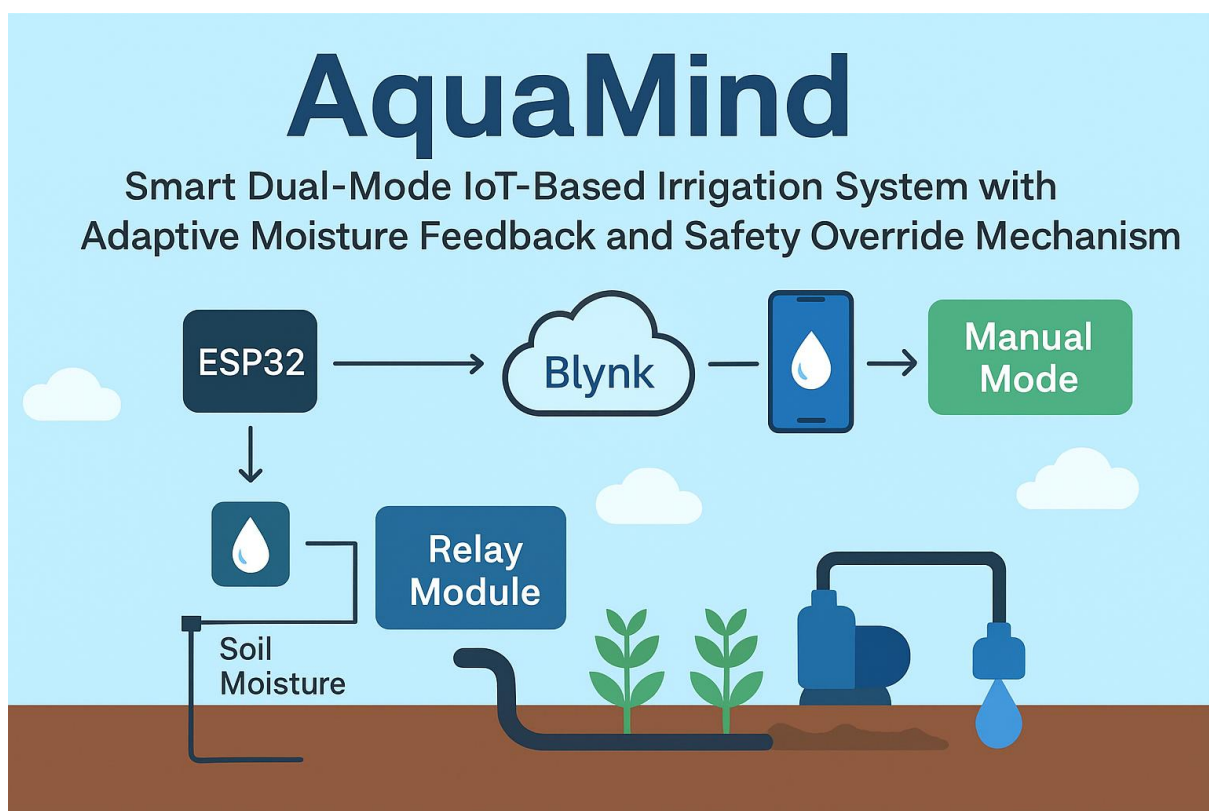 AquaMind
Smart Dual-Mode IoT-Based Irrigation System with
Adaptive Moisture Feedback and Safety Override Mechanism
ESP32
Blynk
Manual
Mode
Relay
Module
Soil
Moisture